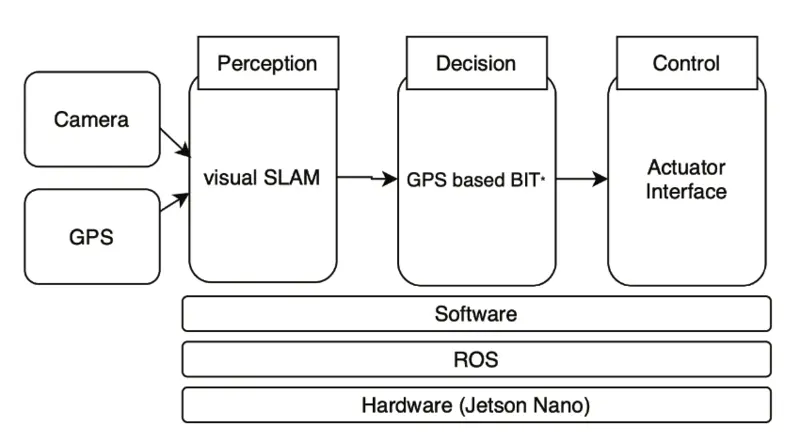 Perception
Decision
Control
Camera
GPS
visual SLAM
GPS based BIT*
Actuator
Interface
Software
ROS
Hardware (Jetson Nano)